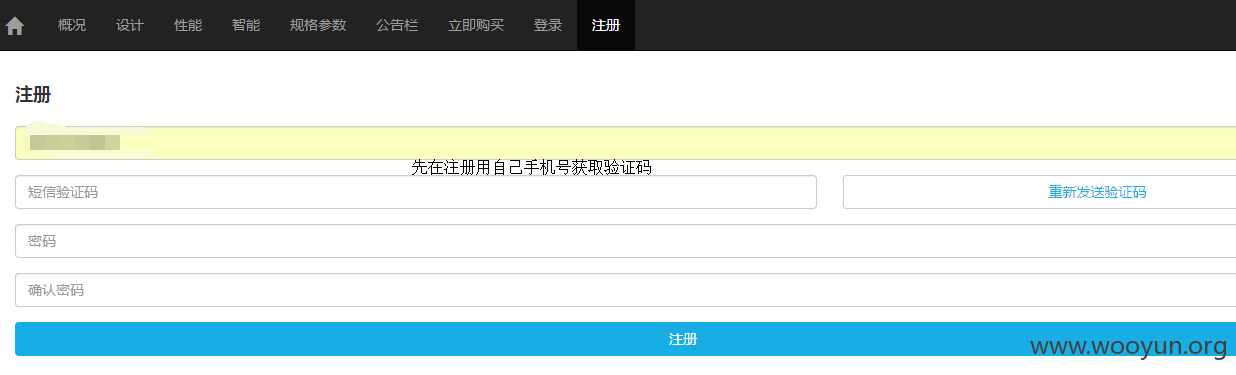 概况 设计 性能 智能 规格参数 公告栏 立即购买 登录 注册
注册
先在注册用自己手机号获取验证码
短信验证码 重新发送验证码
密码
确认密码
注册
www.wooyun.org